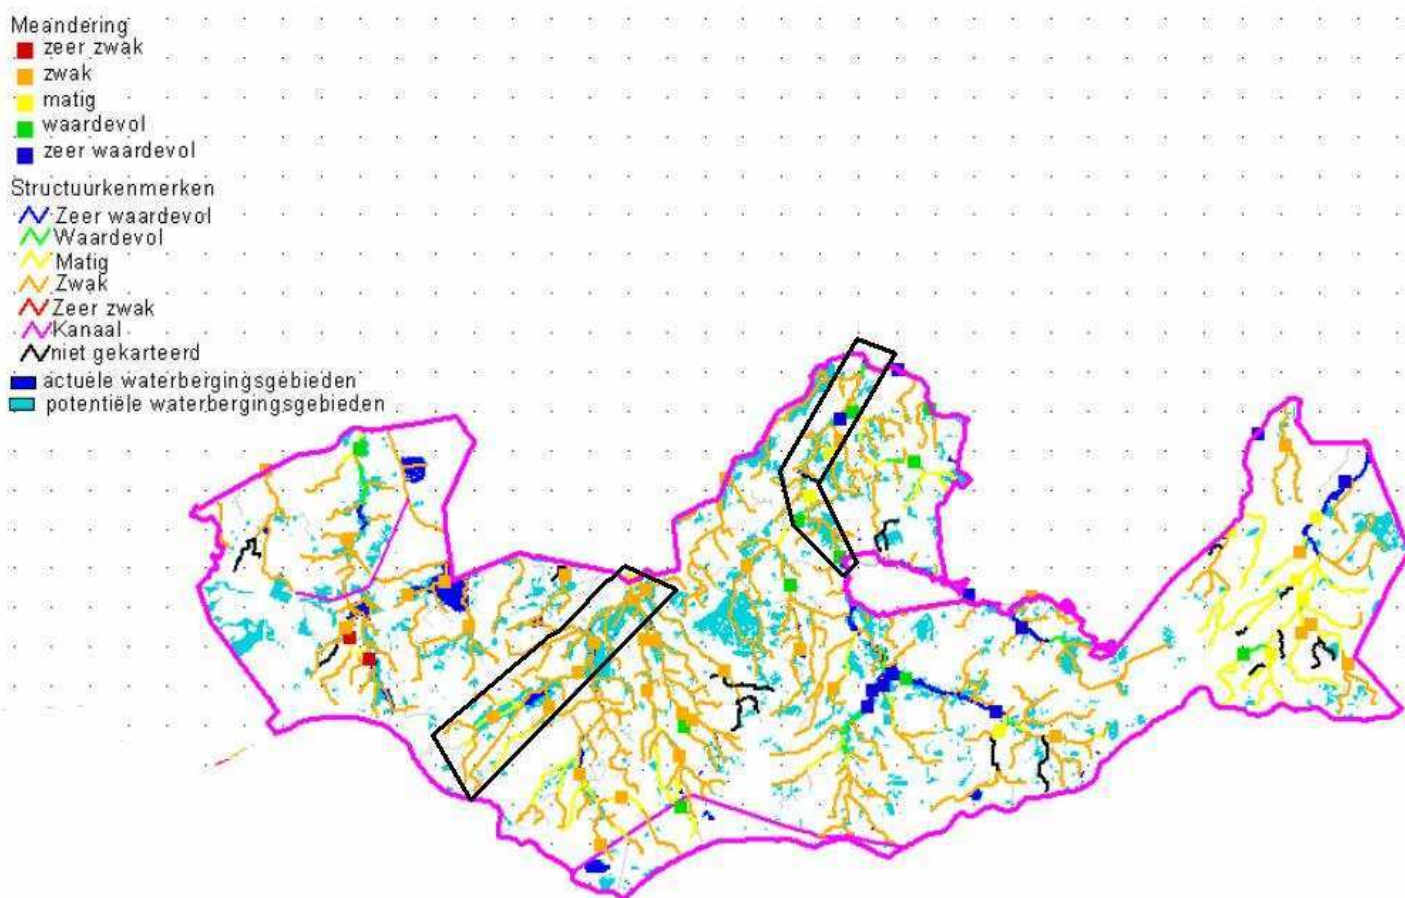 Meandering
zeer zwak
zwak
matig
waardevol
zeer waardevol
Structuurkenmerken
Zeer waardevol
Waardevol
Matig
Zwak
Zeer zwak
Kanaal
niet gekarteerd
actuele waterbergingsgebieden
potentiële waterbergingsgebieden